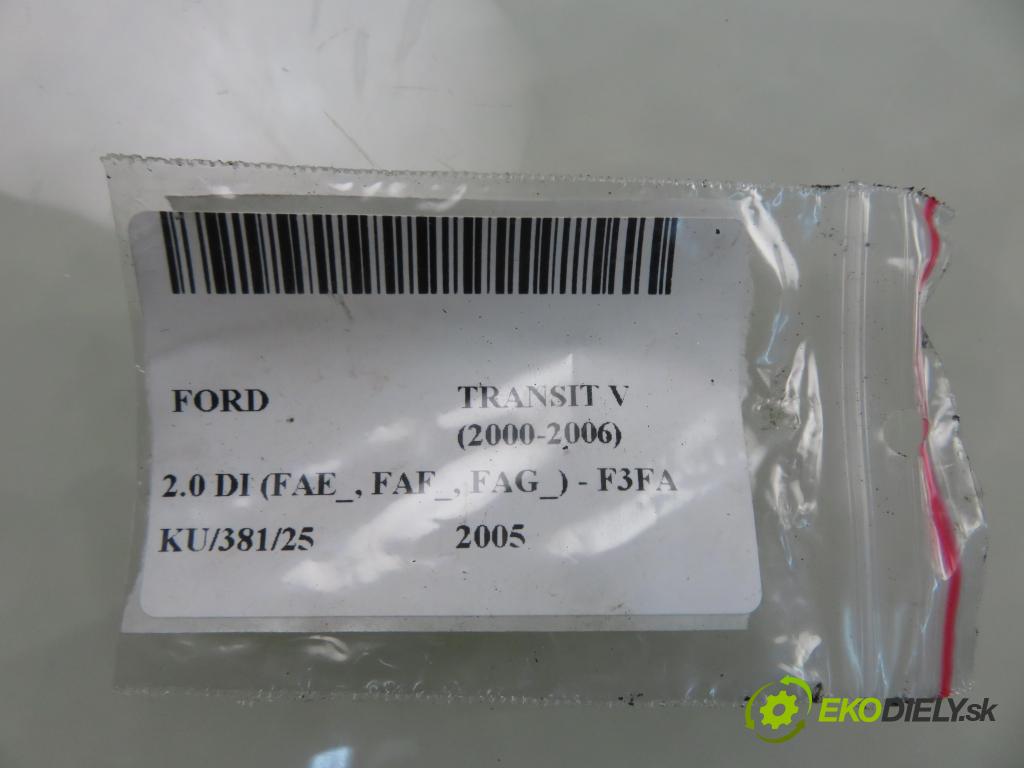 FORD TRANSIT V
(2000-2006)
2.0 DI (FAE_, FAF_, FAG_) - F3FA
KU/381/25 2005
EKODIELY.sk